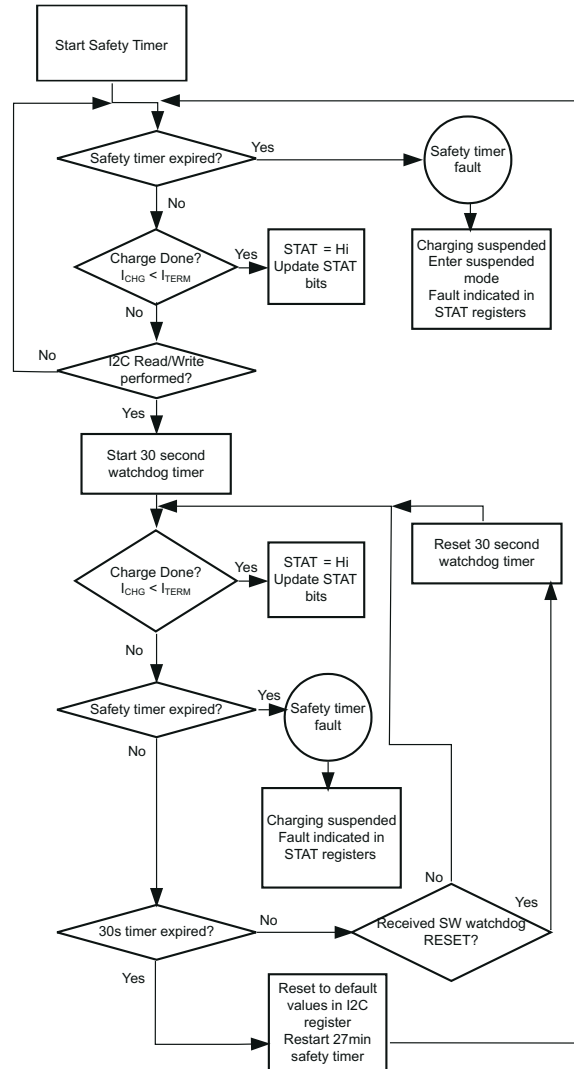 Start Safety Timer
Safety timer expired?
Yes
Safety timer
fault
No
Charging suspended
Enter suspended
mode
Fault indicated in
STAT registers
Charge Done?
ICHG < ITERM
Yes
STAT = Hi
Update STAT
bits
No
I2C Read/Write
performed?
No
Yes
Start 30 second
watchdog timer
Reset 30 second
watchdog timer
Charge Done?
ICHG < ITERM
Yes
STAT = Hi
Update STAT
bits
No
Safety timer expired?
Yes
Safety timer
fault
No
Charging suspended
Fault indicated in
STAT registers
30s timer expired?
No
Received SW watchdog
RESET?
No
Yes
Yes
Reset to default
values in I2C
register
Restart 27min
safety timer